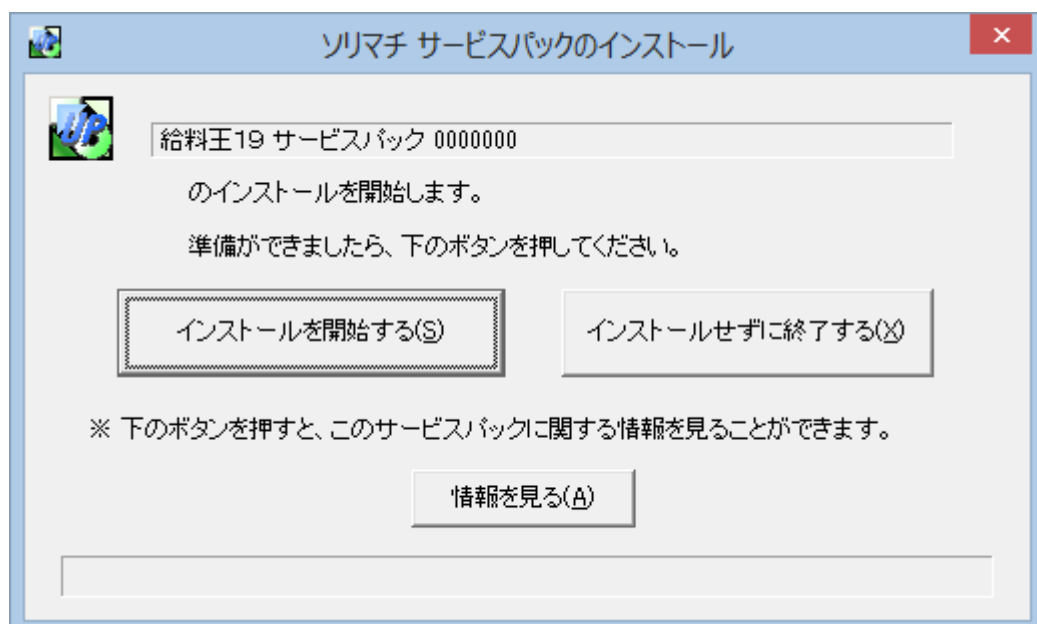 ソリマチ サービスパックのインストール
UP
給料王19 サービスパック 0000000
のインストールを開始します。
準備ができましたら、下のボタンを押してください。
インストールを開始する(S)
インストールせずに終了する(X)
※ 下のボタンを押すと、このサービスパックに関する情報を見ることができます。
情報を見る(A)